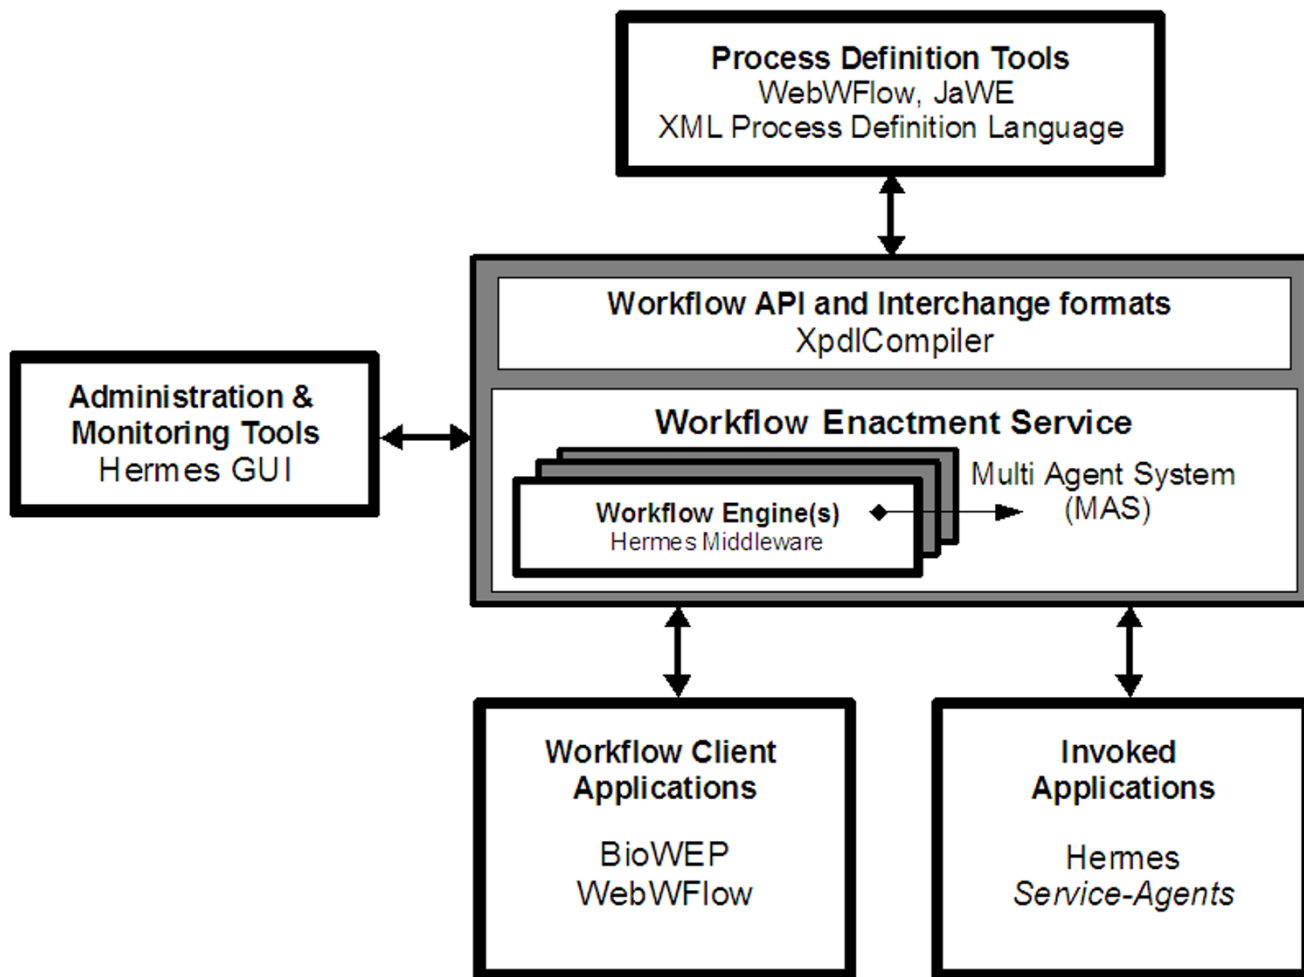 Process Definition Tools
WebWFlow, JaWE
XML Process Definition Language
Workflow API and Interchange formats
XpdlCompiler
Administration &
Monitoring Tools
Hermes GUI
Workflow Enactment Service
Multi Agent System
(MAS)
Workflow Engine(s)
Hermes Middleware
Workflow Client
Applications
BioWEP
WebWFlow
Invoked
Applications
Hermes
Service-Agents